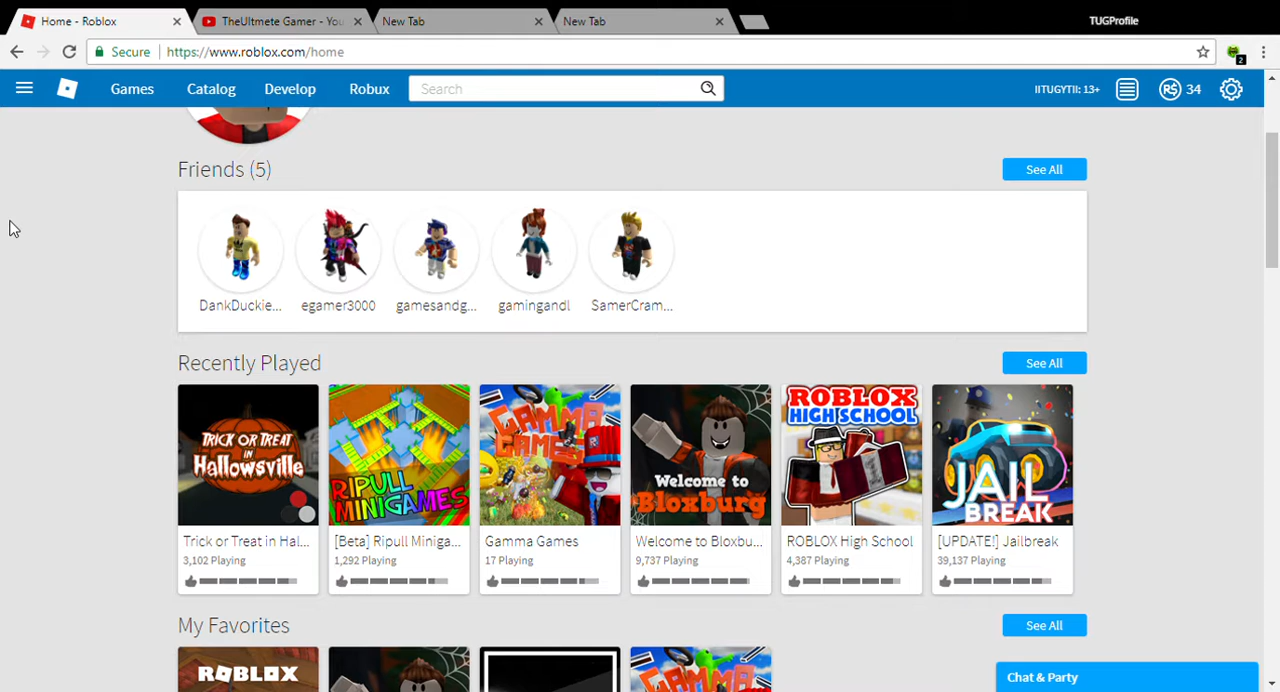 Home - Roblox
TheUltmete Gamer - You
New Tab
New Tab
TUGProfile
Secure
https://www.roblox.com/home
2
Games
Catalog
Develop
Robux
Search
IITUGYTII: 13+
R$ 34
Friends (5)
See All
DankDuckie...
egamer3000
gamesandg...
gamingandl
SamerCram...
Recently Played
See All
TRICK OR TREAT
IN
HALLOWSVILLE
RIPULL
MINIGAMES
GAMMA
GAMES
Welcome to
Bloxburg
ROBLOX
HIGH SCHOOL
JAIL
BREAK
Trick or Treat in Hal...
[Beta] Ripull Miniga...
Gamma Games
Welcome to Bloxbu...
ROBLOX High School
[UPDATE!] Jailbreak
3,102 Playing
1,292 Playing
17 Playing
9,737 Playing
4,387 Playing
39,137 Playing
My Favorites
See All
ROBLOX
GAMMA
Chat & Party